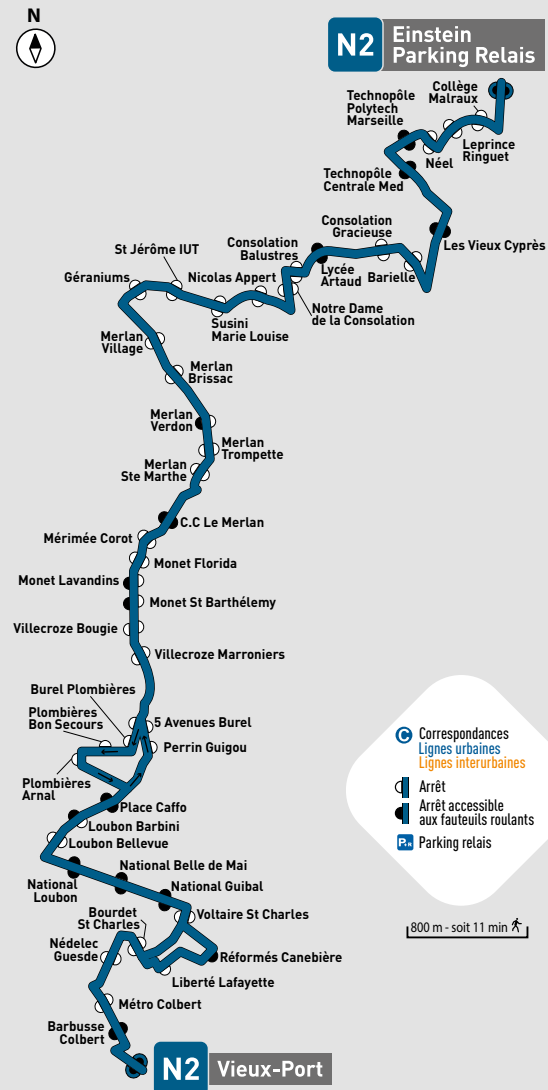 N
N2
Einstein
Parking Relais
Collège
Malraux
Technopôle
Polytech
Marseille
Leprince
Ringuet
Néel
Technopôle
Centrale Med
Consolation
Gracieuse
Les Vieux Cyprès
Consolation
Balustres
St Jérôme IUT
Lycée
Artaud
Barielle
Géraniums
Nicolas Appert
Notre Dame
de la Consolation
Susini
Marie Louise
Merlan
Village
Merlan
Brissac
Merlan
Verdon
Merlan
Trompette
Merlan
Ste Marthe
C.C Le Merlan
Mérimée Corot
Monet Florida
Monet Lavandins
Monet St Barthélemy
Villecroze Bougie
Villecroze Marroniers
Burel Plombières
Plombières
Bon Secours
5 Avenues Burel
Perrin Guigou
Plombières
Arnal
Place Caffo
Loubon Barbini
Loubon Bellevue
National Belle de Mai
National
Loubon
National Guibal
Bourdet
St Charles
Voltaire St Charles
Nédelec
Guesde
Réformés Canebière
Liberté Lafayette
Métro Colbert
Barbusse
Colbert
N2
Vieux-Port
C
Correspondances
Lignes urbaines
Lignes interurbaines
Arrêt
Arrêt accessible
aux fauteuils roulants
P+R
Parking relais
800 m - soit 11 min